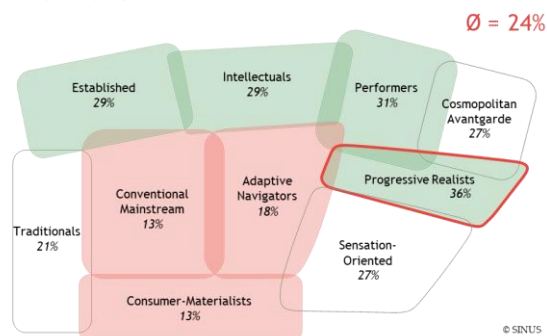 Ø = 24%
Established
29%
Intellectuals
29%
Performers
31%
Cosmopolitan
Avantgarde
27%
Progressive Realists
36%
Adaptive
Navigators
18%
Conventional
Mainstream
13%
Traditionals
21%
Sensation-
Oriented
27%
Consumer-Materialists
13%
© SINUS